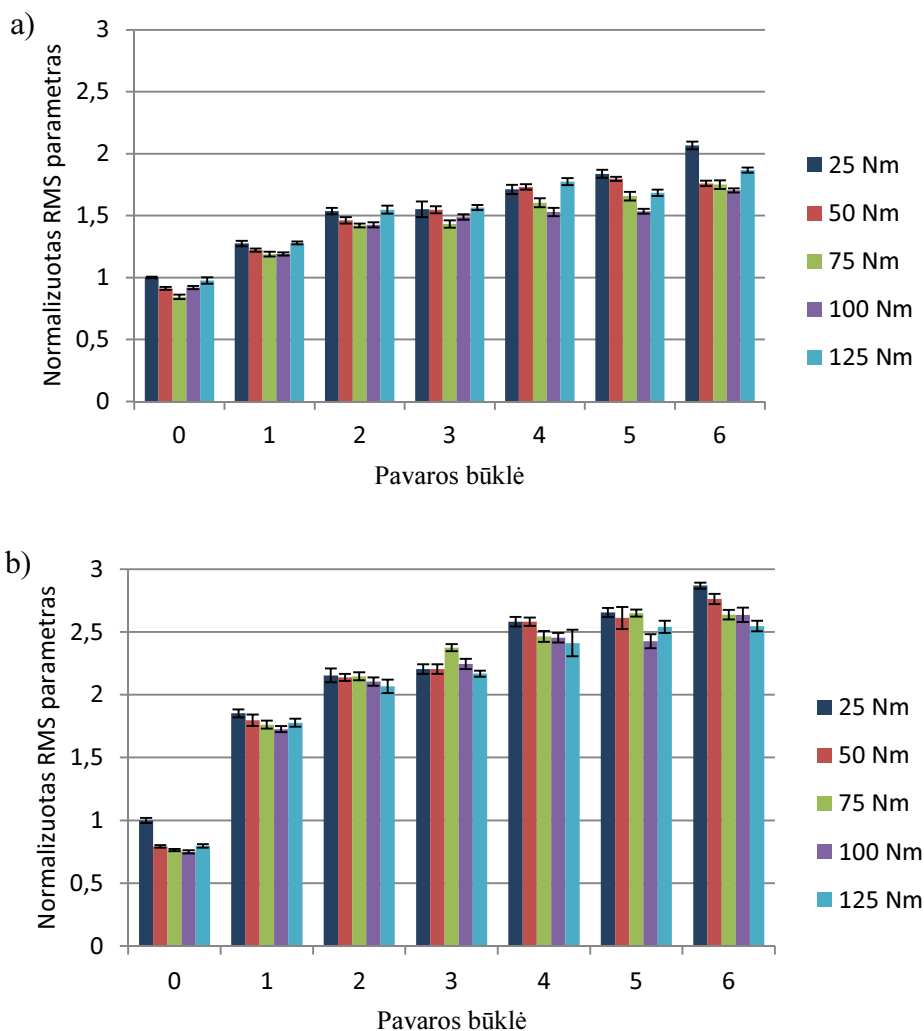 a)
Normalizuotas RMS parametras
3
2,5
2
1,5
1
0,5
0
0 1 2 3 4 5 6
Pavaros būklė
25 Nm
50 Nm
75 Nm
100 Nm
125 Nm
b)
Normalizuotas RMS parametras
3
2,5
2
1,5
1
0,5
0
0 1 2 3 4 5 6
Pavaros būklė
25 Nm
50 Nm
75 Nm
100 Nm
125 Nm